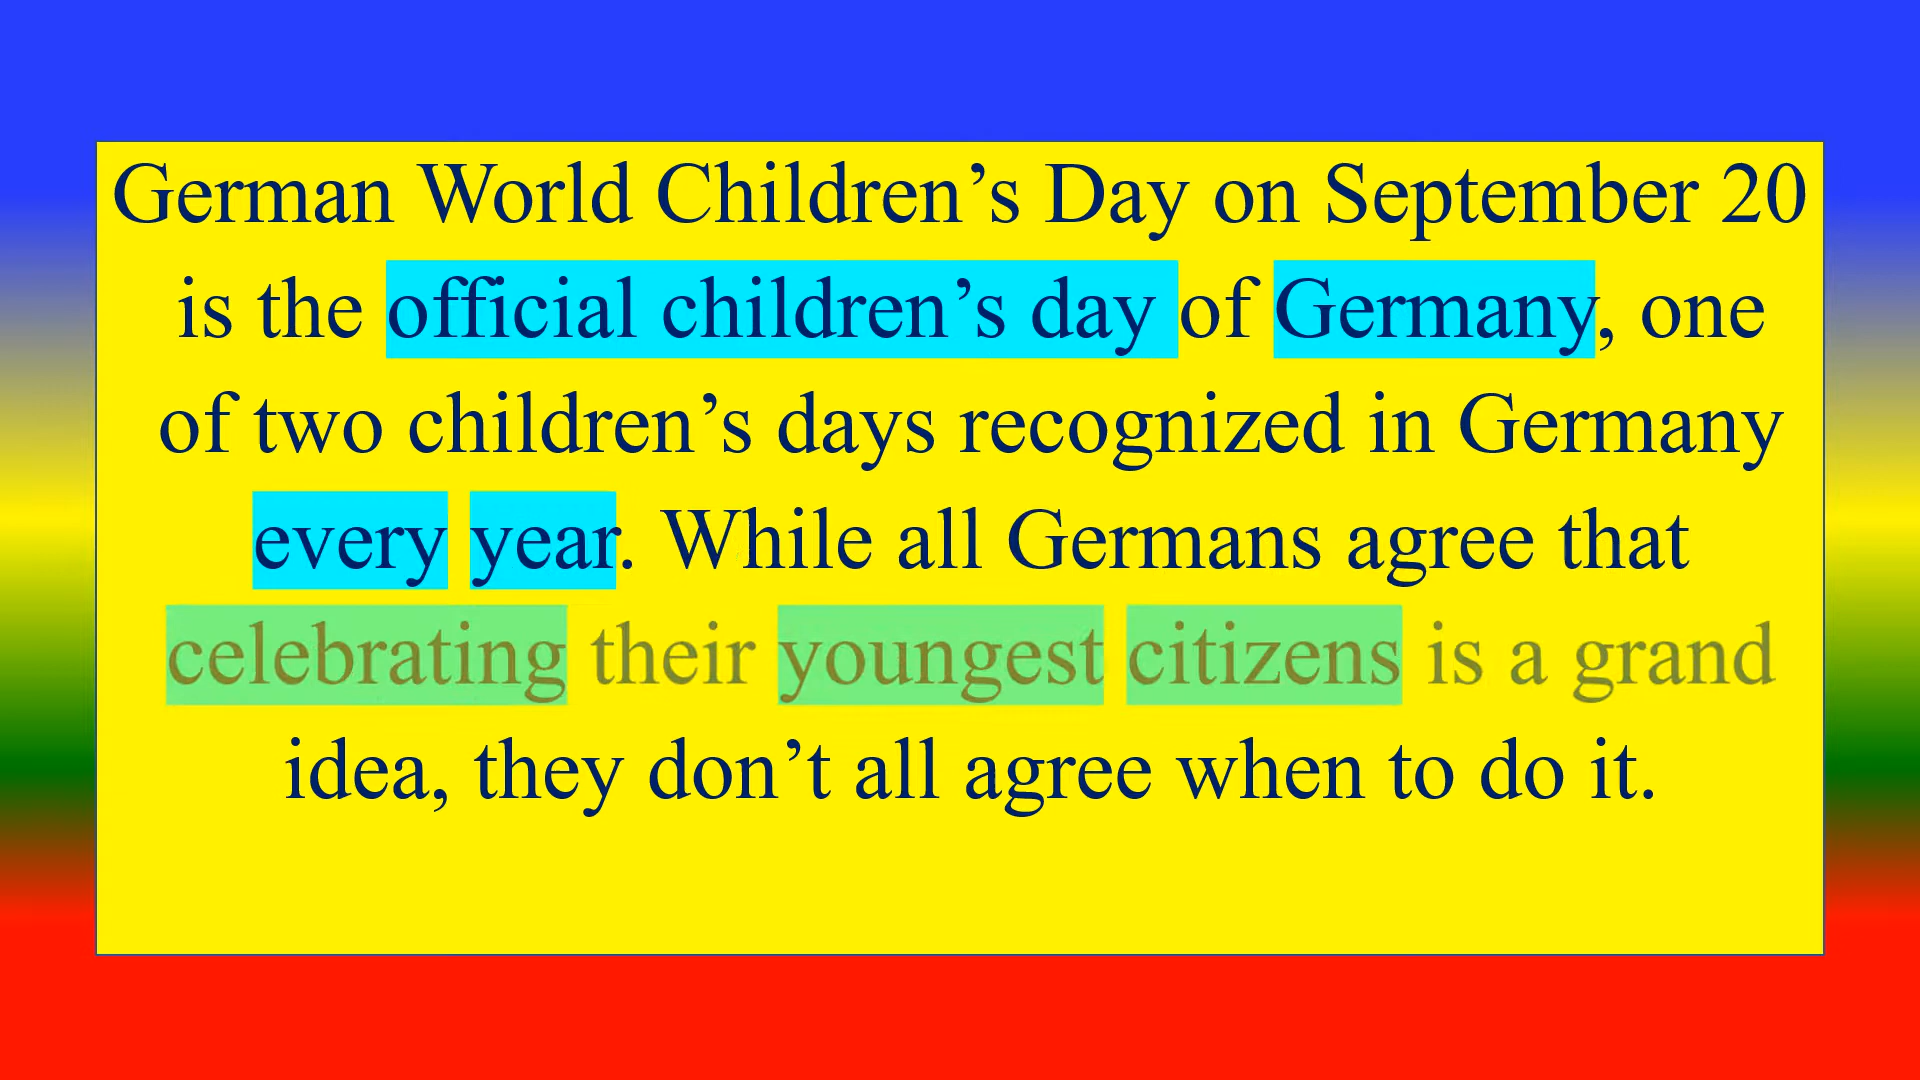 German World Children’s Day on September 20
is the official children’s day of Germany, one
of two children’s days recognized in Germany
every year. While all Germans agree that
celebrating their youngest citizens is a grand
idea, they don’t all agree when to do it.